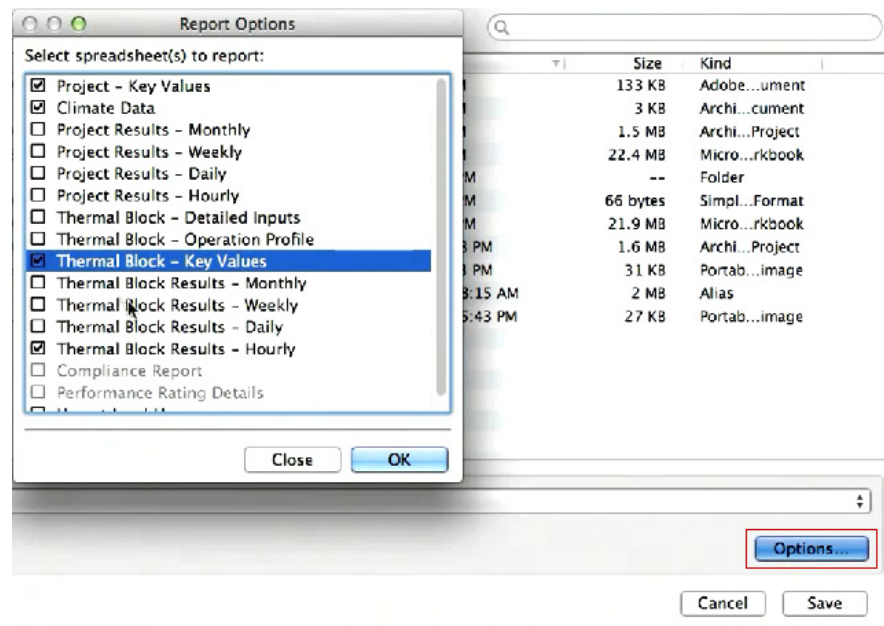 Report Options
Select spreadsheet(s) to report:
Project – Key Values
Climate Data
Project Results – Monthly
Project Results – Weekly
Project Results – Daily
Project Results – Hourly
Thermal Block – Detailed Inputs
Thermal Block – Operation Profile
Thermal Block – Key Values
Thermal Block Results – Monthly
Thermal Block Results – Weekly
Thermal Block Results – Daily
Thermal Block Results – Hourly
Compliance Report
Performance Rating Details
Close OK
Size Kind
133 KB Adobe...ument
3 KB Archi...cument
1.5 MB Archi...Project
22.4 MB Micro...rkbook
M -- Folder
M 66 bytes Simpl...Format
M 21.9 MB Micro...rkbook
PM 1.6 MB Archi...Project
PM 31 KB Portab...image
:15 AM 2 MB Alias
:43 PM 27 KB Portab...image
Options...
Cancel Save